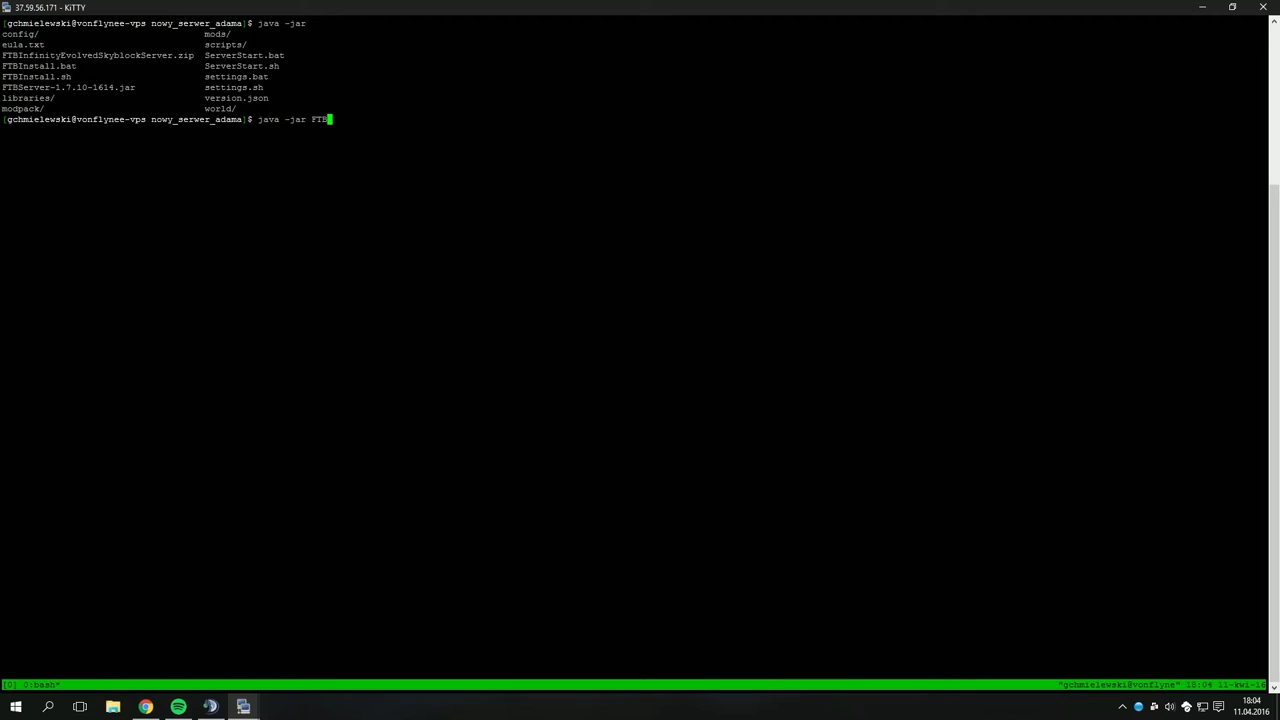 37.59.56.171 - KiTTY
[gchmielewski@vonflynee-vps nowy_serwer_adama]$ java -jar
config/ mods/
eula.txt scripts/
FTBInfinityEvolvedSkyblockServer.zip ServerStart.bat
FTBInstall.bat ServerStart.sh
FTBInstall.sh settings.bat
FTBServer-1.7.10-1614.jar settings.sh
libraries/ version.json
modpack/ world/
[gchmielewski@vonflynee-vps nowy_serwer_adama]$ java -jar FTB
[0] 0:bash* "gchmielewski@vonflyne" 18:04 11-kwi-16
18:04
11.04.2016